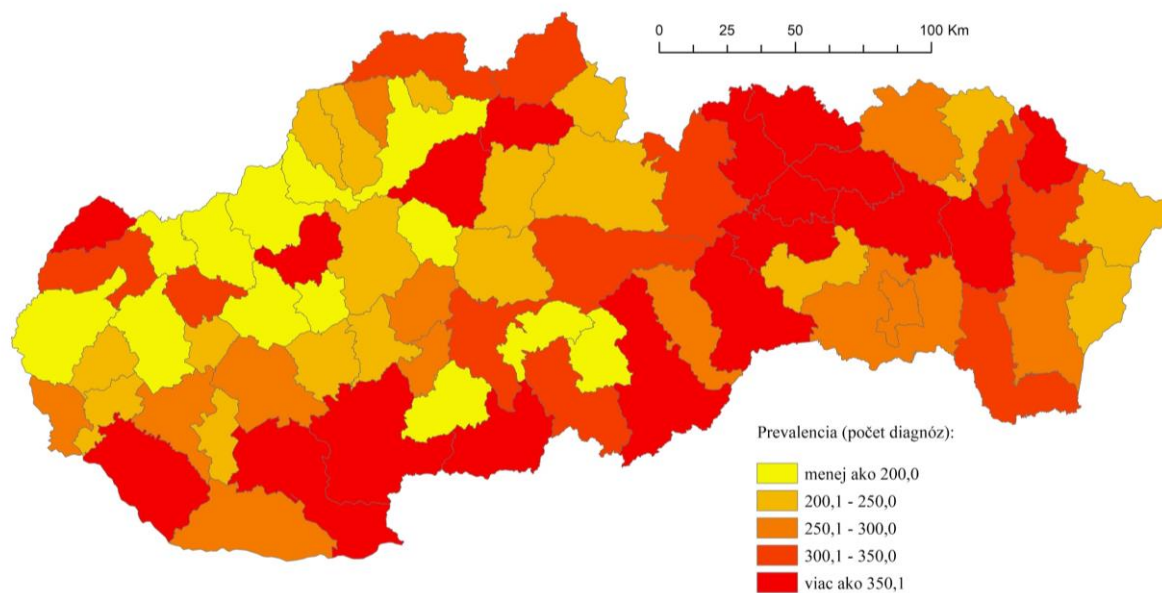 0 25 50 100 Km
Prevalencia (počet diagnóz):
menej ako 200,0
200,1 - 250,0
250,1 - 300,0
300,1 - 350,0
viac ako 350,1